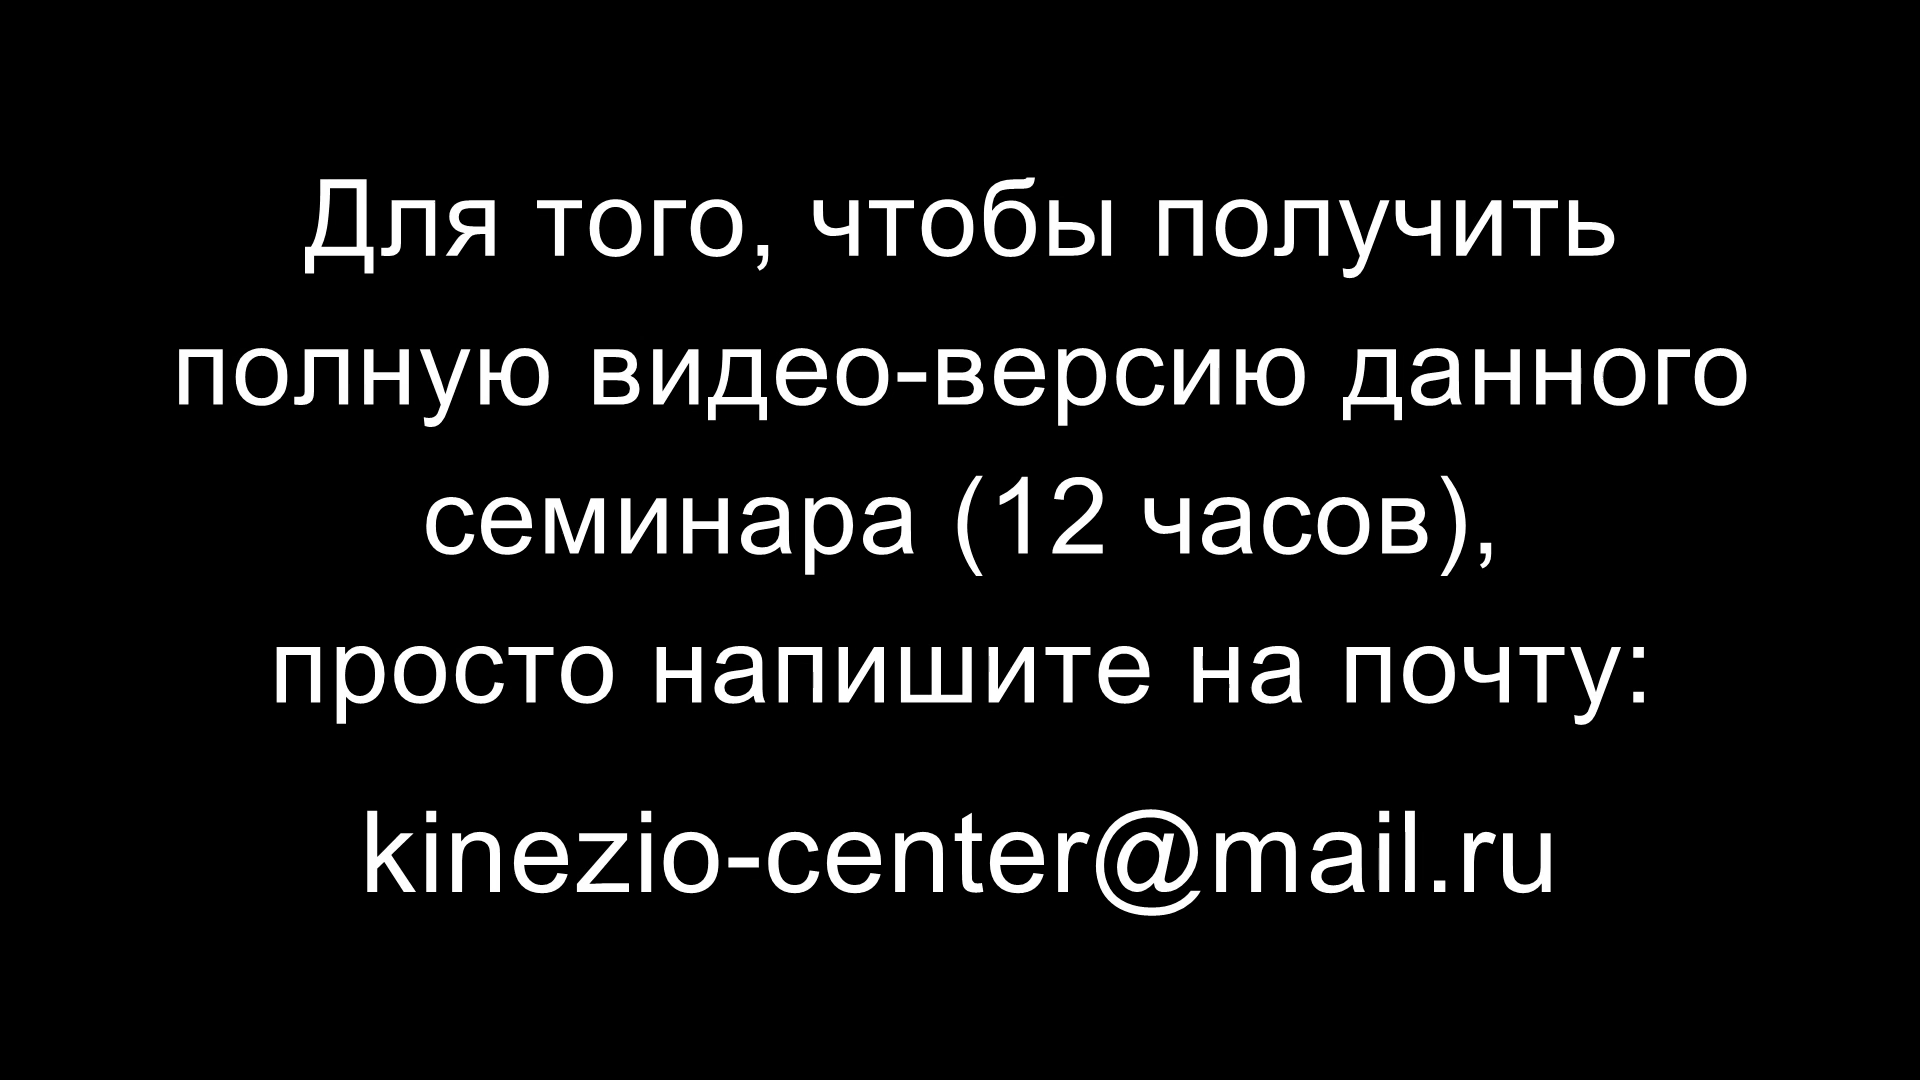 Для того, чтобы получить
полную видео-версию данного
семинара (12 часов),
просто напишите на почту:
kinezio-center@mail.ru